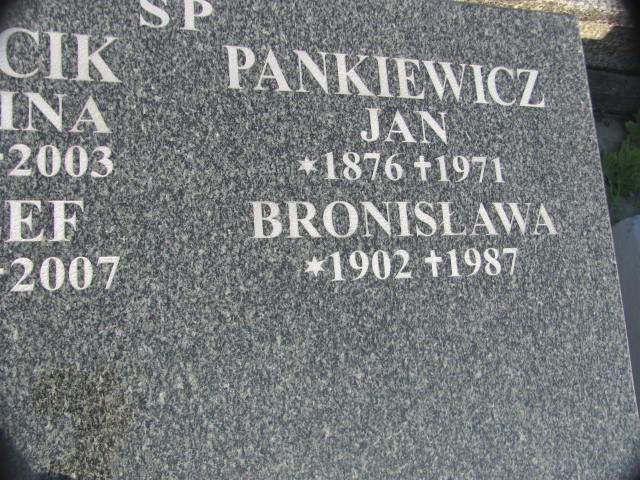 SP
CIK
INA
2003
EF
2007
PANKIEWICZ
JAN
*1876 +1971
BRONISŁAWA
*1902 +1987